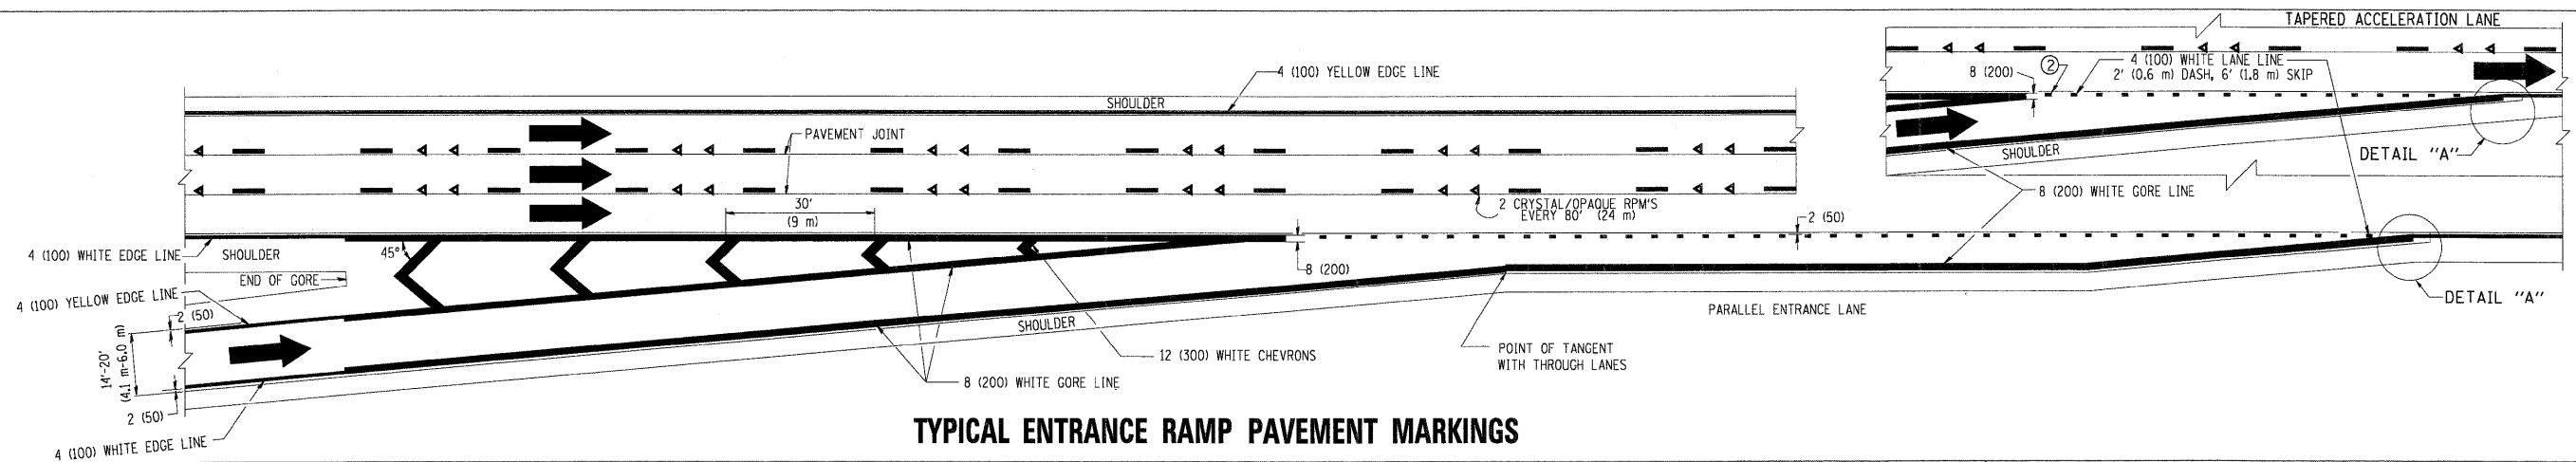 TAPERED ACCELERATION LANE
4 (100) YELLOW EDGE LINE
8 (200)
2
4 (100) WHITE LANE LINE
2' (0.6 m) DASH, 6' (1.8 m) SKIP
SHOULDER
PAVEMENT JOINT
SHOULDER
DETAIL "A"
8 (200) WHITE GORE LINE
30'
(9 m)
2 CRYSTAL/OPAQUE RPM'S
EVERY 80' (24 m)
2 (50)
4 (100) WHITE EDGE LINE
SHOULDER
45°
8 (200)
END OF GORE
4 (100) YELLOW EDGE LINE
2 (50)
DETAIL "A"
PARALLEL ENTRANCE LANE
SHOULDER
14'-20'
(4.1 m-6.0 m)
12 (300) WHITE CHEVRONS
POINT OF TANGENT
WITH THROUGH LANES
8 (200) WHITE GORE LINE
2 (50)
4 (100) WHITE EDGE LINE
TYPICAL ENTRANCE RAMP PAVEMENT MARKINGS